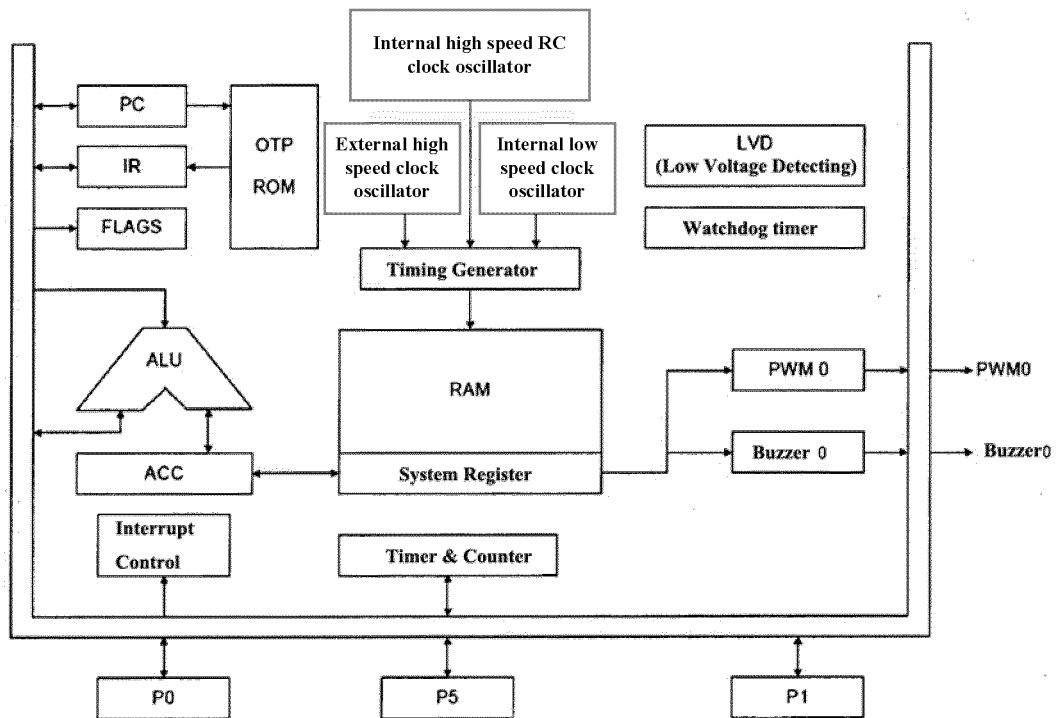 Internal high speed RC
clock oscillator
PC
IR
FLAGS
OTP
ROM
External high
speed clock
oscillator
Internal low
speed clock
oscillator
LVD
(Low Voltage Detecting)
Watchdog timer
Timing Generator
ALU
RAM
PWM 0
PWM0
ACC
System Register
Buzzer 0
Buzzer0
Interrupt
Control
Timer & Counter
P0
P5
P1